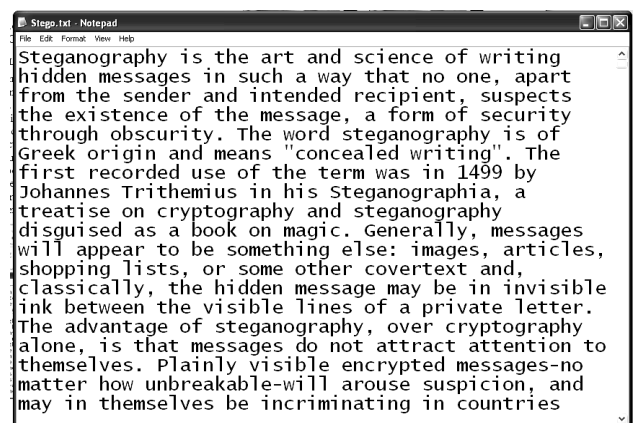 Stego.txt - Notepad
File Edit Format View Help
Steganography is the art and science of writing
hidden messages in such a way that no one, apart
from the sender and intended recipient, suspects
the existence of the message, a form of security
through obscurity. The word steganography is of
Greek origin and means "concealed writing". The
first recorded use of the term was in 1499 by
Johannes Trithemius in his Steganographia, a
treatise on cryptography and steganography
disguised as a book on magic. Generally, messages
will appear to be something else: images, articles,
shopping lists, or some other covertext and,
classically, the hidden message may be in invisible
ink between the visible lines of a private letter.
The advantage of steganography, over cryptography
alone, is that messages do not attract attention to
themselves. Plainly visible encrypted messages-no
matter how unbreakable-will arouse suspicion, and
may in themselves be incriminating in countries